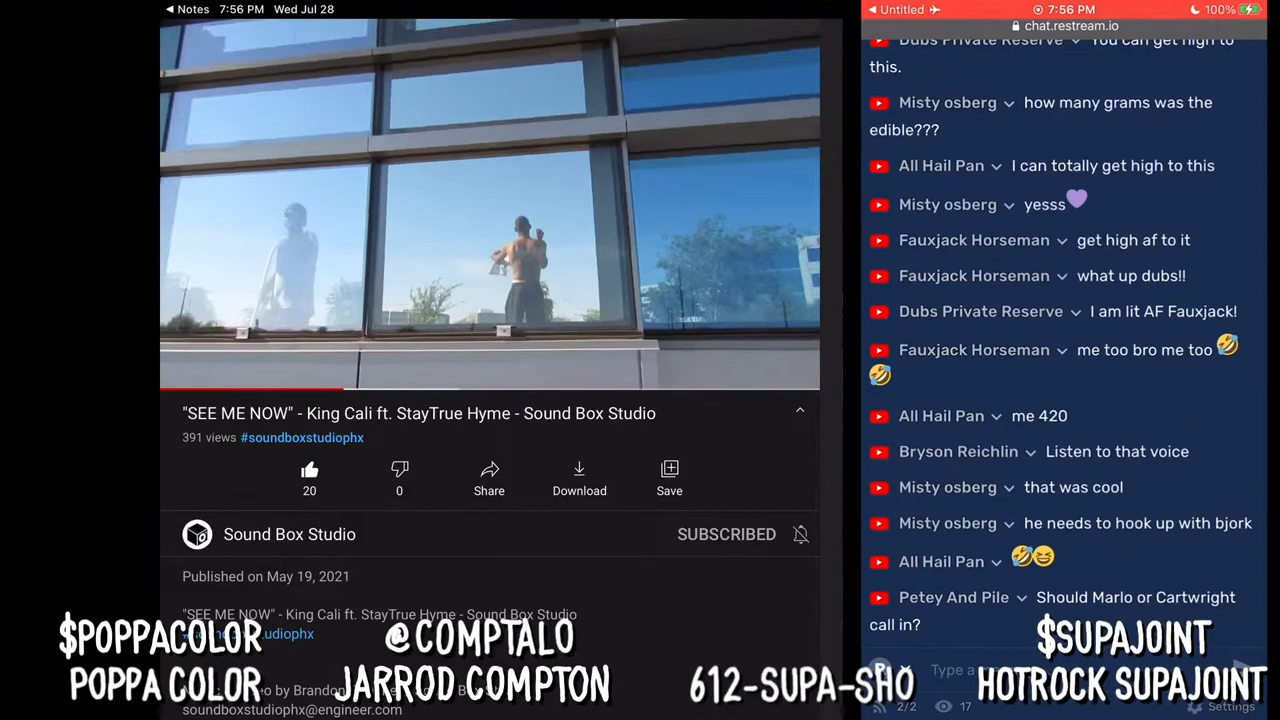 Notes 7:56 PM Wed Jul 28
"SEE ME NOW" - King Cali ft. StayTrue Hyme - Sound Box Studio
391 views #soundboxstudiophx
20 0 Share Download Save
Sound Box Studio SUBSCRIBED
Published on May 19, 2021
"SEE ME NOW" - King Cali ft. StayTrue Hyme - Sound Box Studio
soundboxstudiophx@engineer.com
Untitled 7:56 PM 100%
chat.restream.io
Dubs Private Reserve You can get high to
this.
Misty osberg how many grams was the
edible???
All Hail Pan I can totally get high to this
Misty osberg yesss💜
Fauxjack Horseman get high af to it
Fauxjack Horseman what up dubs!!
Dubs Private Reserve I am lit AF Fauxjack!
Fauxjack Horseman me too bro me too 🤣
🤣
All Hail Pan me 420
Bryson Reichlin Listen to that voice
Misty osberg that was cool
Misty osberg he needs to hook up with bjork
All Hail Pan 🤣😆
Petey And Pile Should Marlo or Cartwright
call in?
2/2 17 Settings
$POPPACOLOR @COMPTALO $SUPAJOINT
POPPA COLOR JARROD COMPTON 612-SUPA-SHO HOTROCK SUPAJOINT